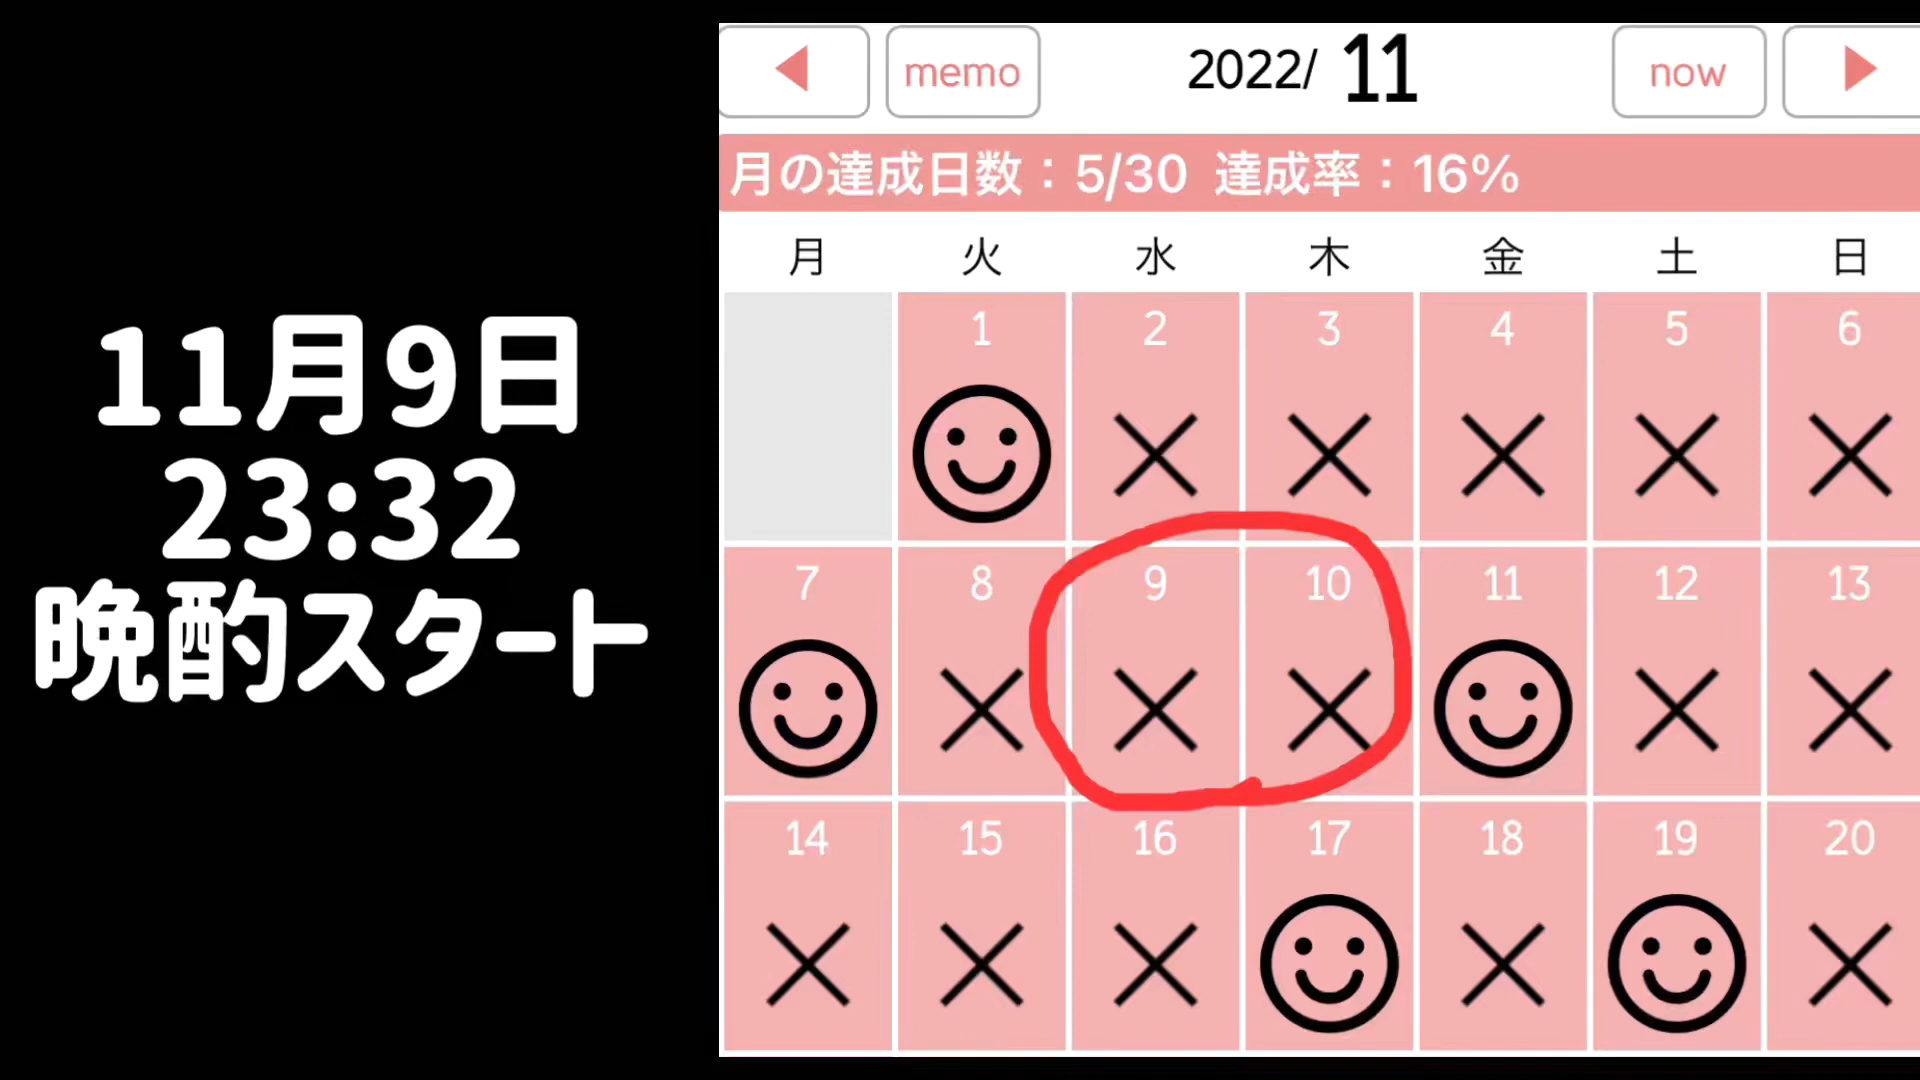 11月9日
23:32
晩酌スタート
memo 2022/ 11 now
月の達成日数：5/30 達成率：16%
月 火 水 木 金 土 日
1 2 3 4 5 6
7 8 9 10 11 12 13
14 15 16 17 18 19 20